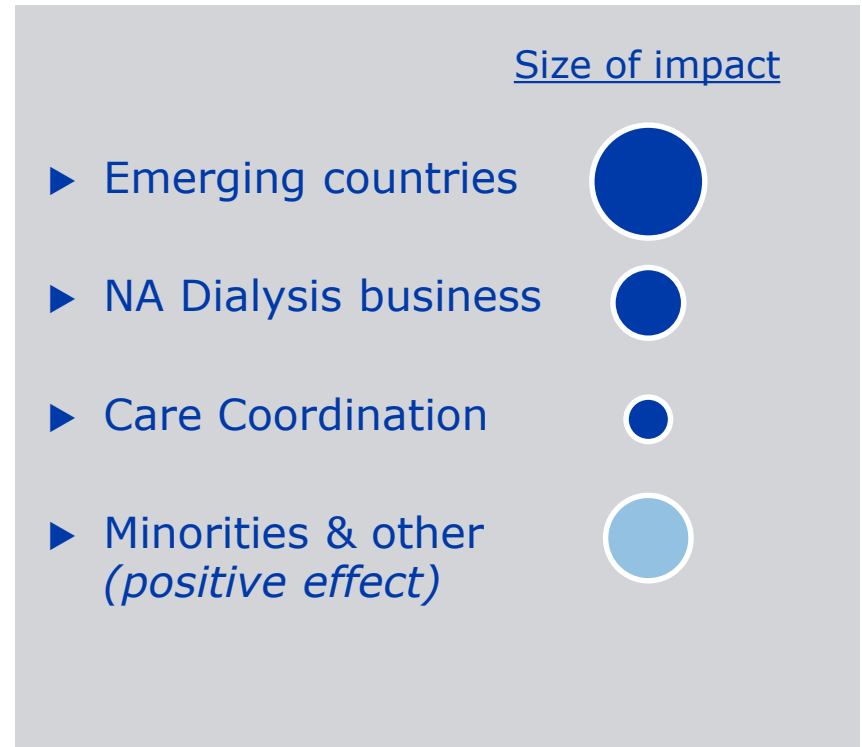 Size of impact
Emerging countries
NA Dialysis business
Care Coordination
Minorities & other
(positive effect)